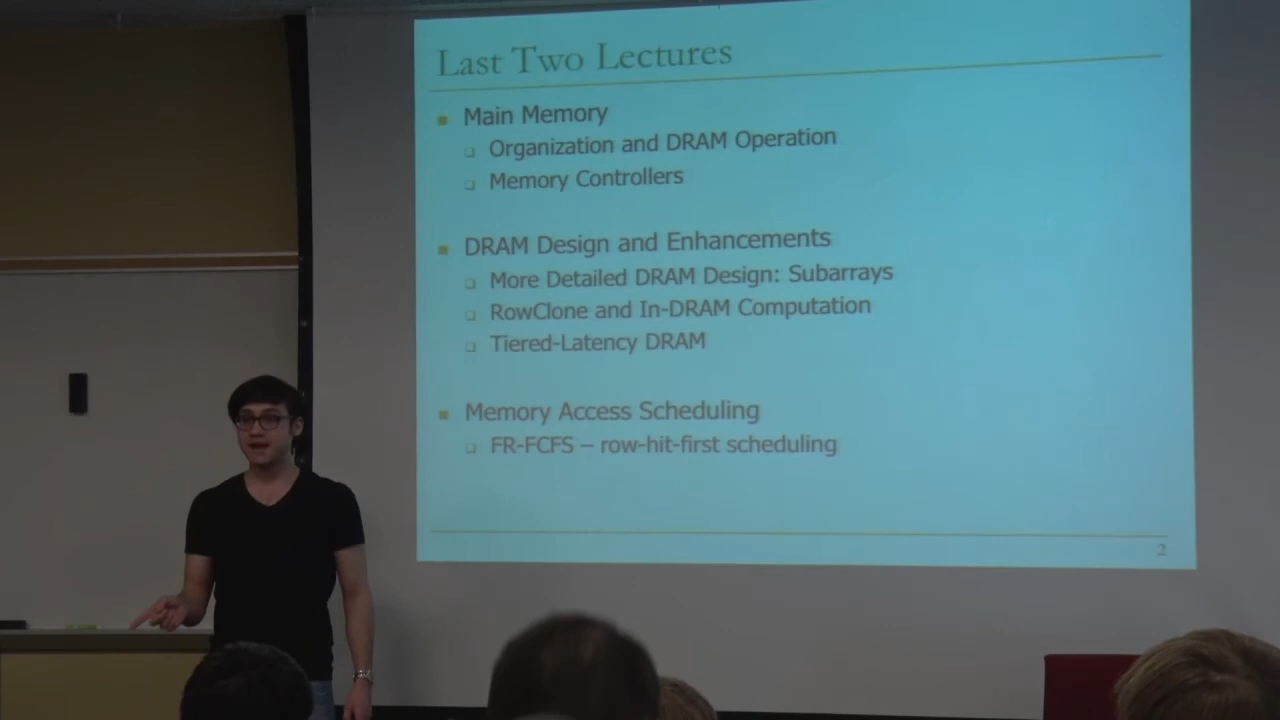 Last Two Lectures
Main Memory
Organization and DRAM Operation
Memory Controllers
DRAM Design and Enhancements
More Detailed DRAM Design: Subarrays
RowClone and In-DRAM Computation
Tiered-Latency DRAM
Memory Access Scheduling
FR-FCFS – row-hit-first scheduling
2